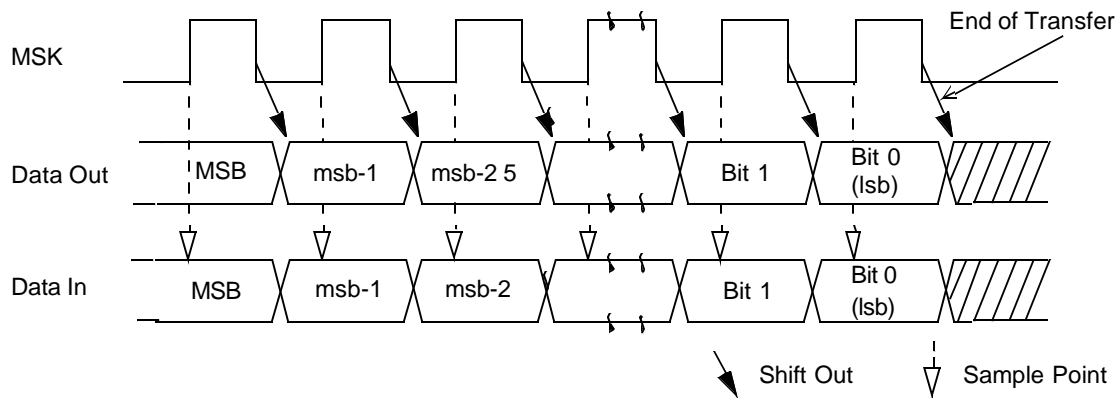 End of Transfer
MSK
Data Out
MSB
msb-1
msb-2 5
Bit 1
Bit 0
(lsb)
Data In
MSB
msb-1
msb-2
Bit 1
Bit 0
(lsb)
Shift Out
Sample Point